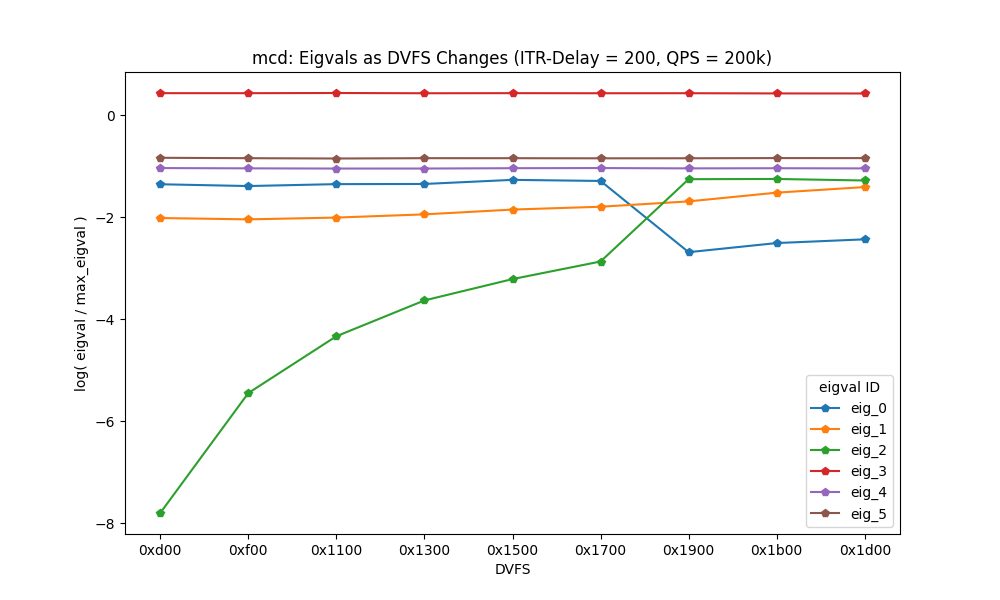 mcd: Eigvals as DVFS Changes (ITR-Delay = 200, QPS = 200k)
log( eigval / max_eigval )
0
−2
−4
−6
−8
0xd00 0xf00 0x1100 0x1300 0x1500 0x1700 0x1900 0x1b00 0x1d00
DVFS
eigval ID
eig_0
eig_1
eig_2
eig_3
eig_4
eig_5